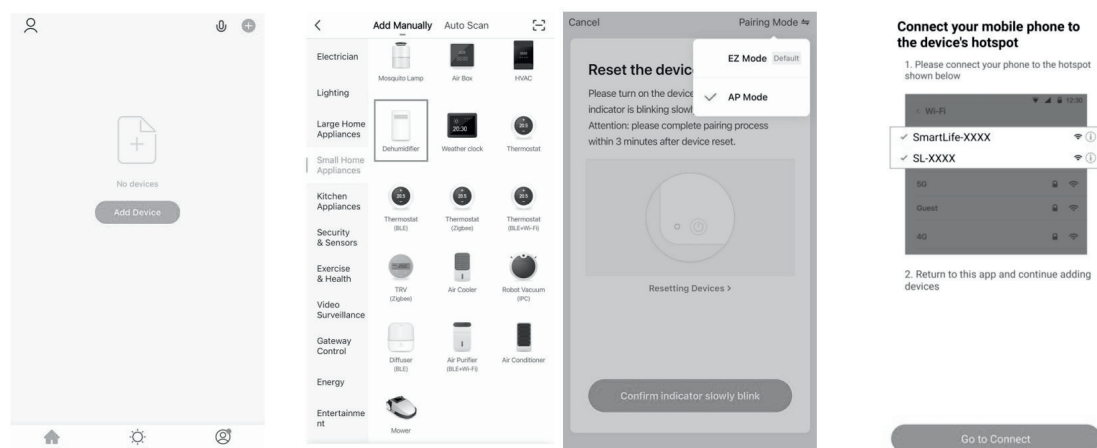 No devices
Add Device
Add Manually Auto Scan
Electrician
Lighting
Large Home
Appliances
Small Home
Appliances
Kitchen
Appliances
Security
& Sensors
Exercise
& Health
Video
Surveillance
Gateway
Control
Energy
Entertainme
nt
Mosquito Lamp Air Box HVAC
20:30
Dehumidifier Weather clock Thermostat
Thermostat Thermostat Thermostat
(BLE) (Zigbee) (BLE+Wi-Fi)
TRV Air Cooler Robot Vacuum
(Zigbee) (IPC)
Diffuser Air Purifier Air Conditioner
(BLE) (BLE+Wi-Fi)
Mower
Cancel Pairing Mode
EZ Mode Default
AP Mode
Reset the devic
Please turn on the device
indicator is blinking slowl
Attention: please complete pairing process
within 3 minutes after device reset.
Resetting Devices >
Confirm indicator slowly blink
Connect your mobile phone to
the device's hotspot
1. Please connect your phone to the hotspot
shown below
12:30
< Wi-Fi
SmartLife-XXXX
SL-XXXX
5G
Guest
4G
2. Return to this app and continue adding
devices
Go to Connect